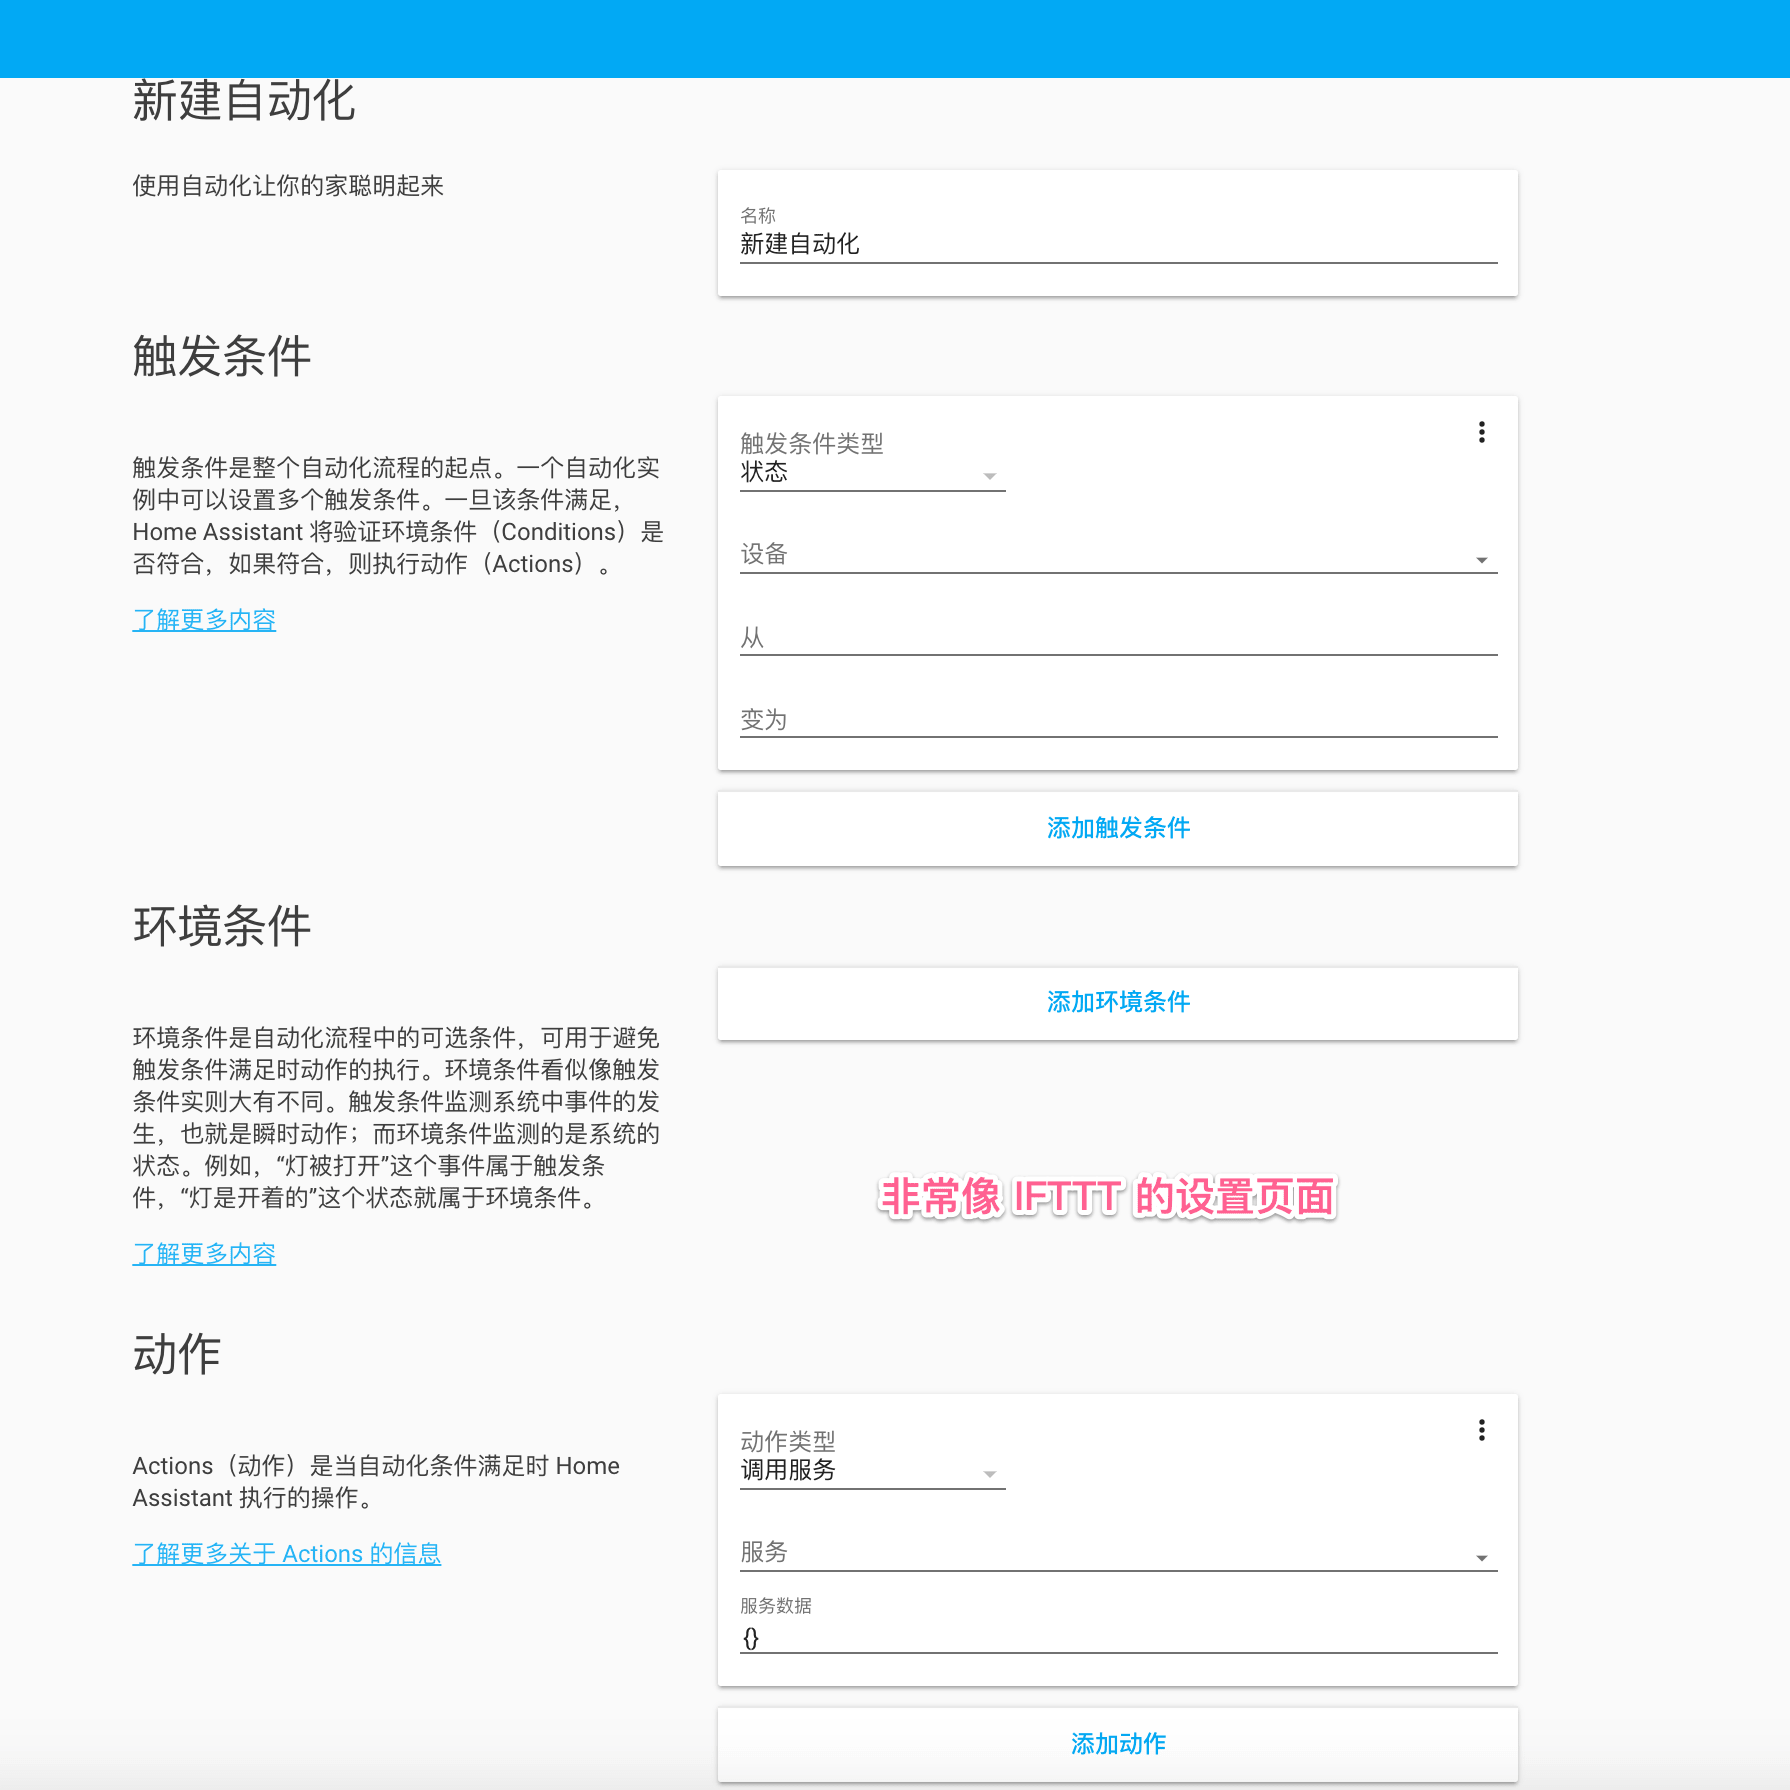 新建自动化
使用自动化让你的家聪明起来
名称
新建自动化
触发条件
触发条件是整个自动化流程的起点。一个自动化实
例中可以设置多个触发条件。一旦该条件满足，
Home Assistant 将验证环境条件（Conditions）是
否符合，如果符合，则执行动作（Actions）。
了解更多内容
触发条件类型
状态
设备
从
变为
添加触发条件
环境条件
环境条件是自动化流程中的可选条件，可用于避免
触发条件满足时动作的执行。环境条件看似像触发
条件实则大有不同。触发条件监测系统中事件的发
生，也就是瞬时动作；而环境条件监测的是系统的
状态。例如，“灯被打开”这个事件属于触发条
件，“灯是开着的”这个状态就属于环境条件。
了解更多内容
添加环境条件
非常像 IFTTT 的设置页面
动作
Actions（动作）是当自动化条件满足时 Home
Assistant 执行的操作。
了解更多关于 Actions 的信息
动作类型
调用服务
服务
服务数据
{}
添加动作